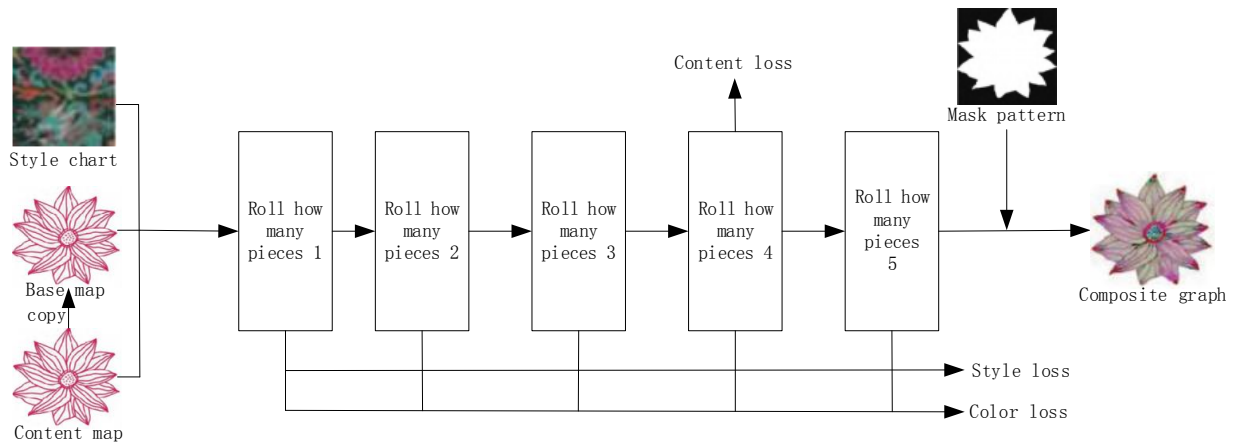 Style chart
Base map
copy
Content map
Roll how
many
pieces 1
Roll how
many
pieces 2
Roll how
many
pieces 3
Content loss
Roll how
many
pieces 4
Roll how
many
pieces
5
Mask pattern
Composite graph
Style loss
Color loss